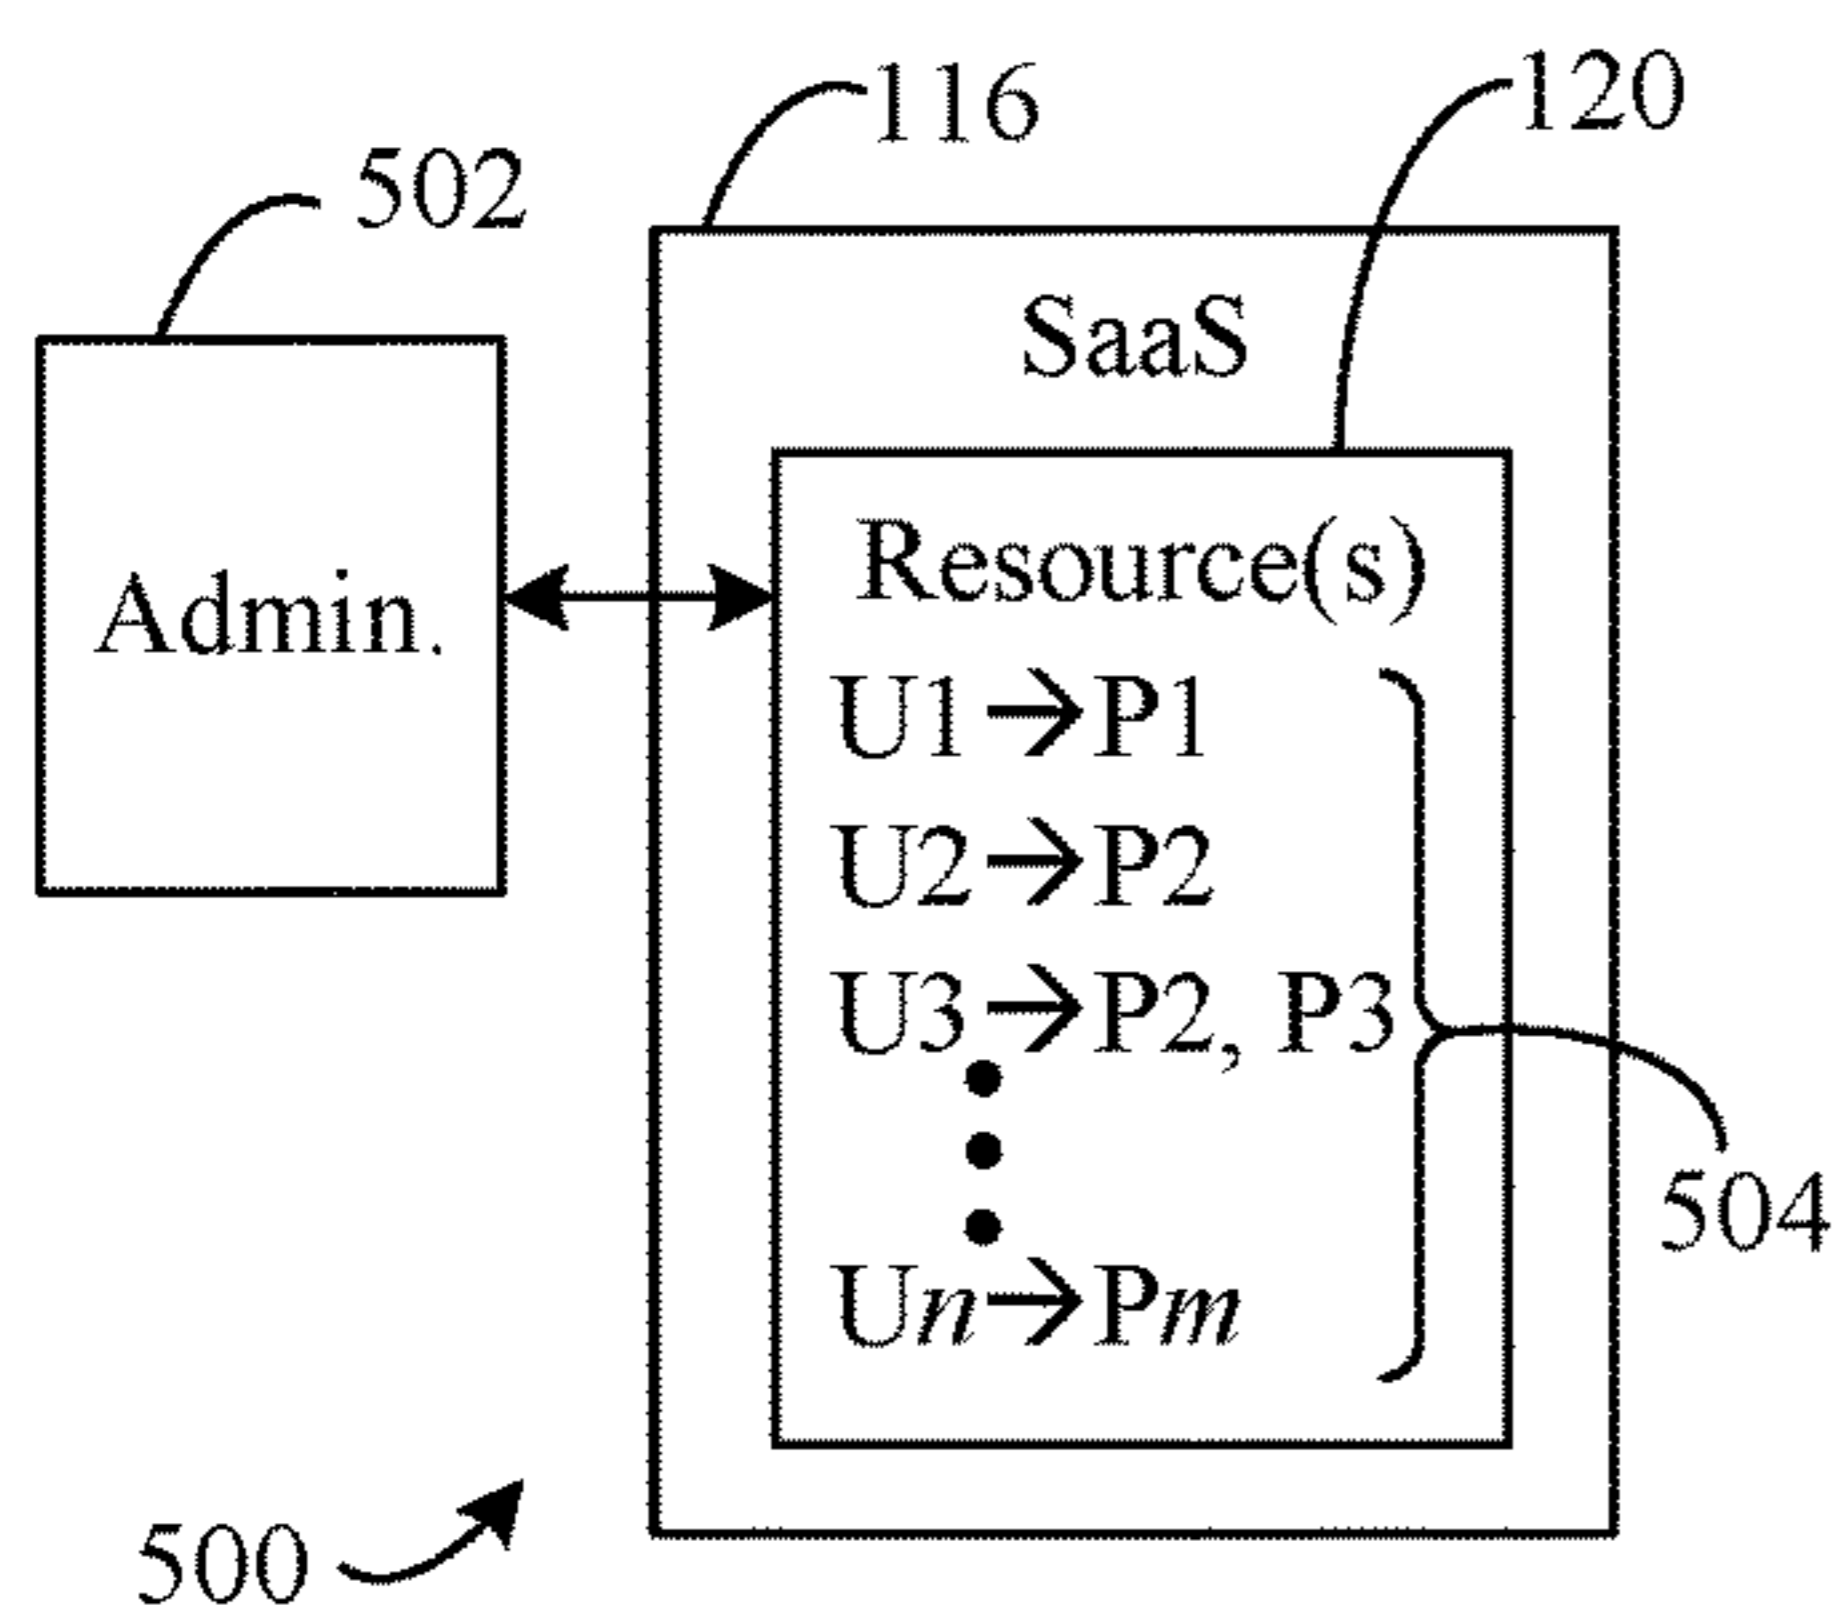 116
120
502
SaaS
Resource(s)
Admin.
U1→P1
U2→P2
U3→P2, P3
504
Un→Pm
500